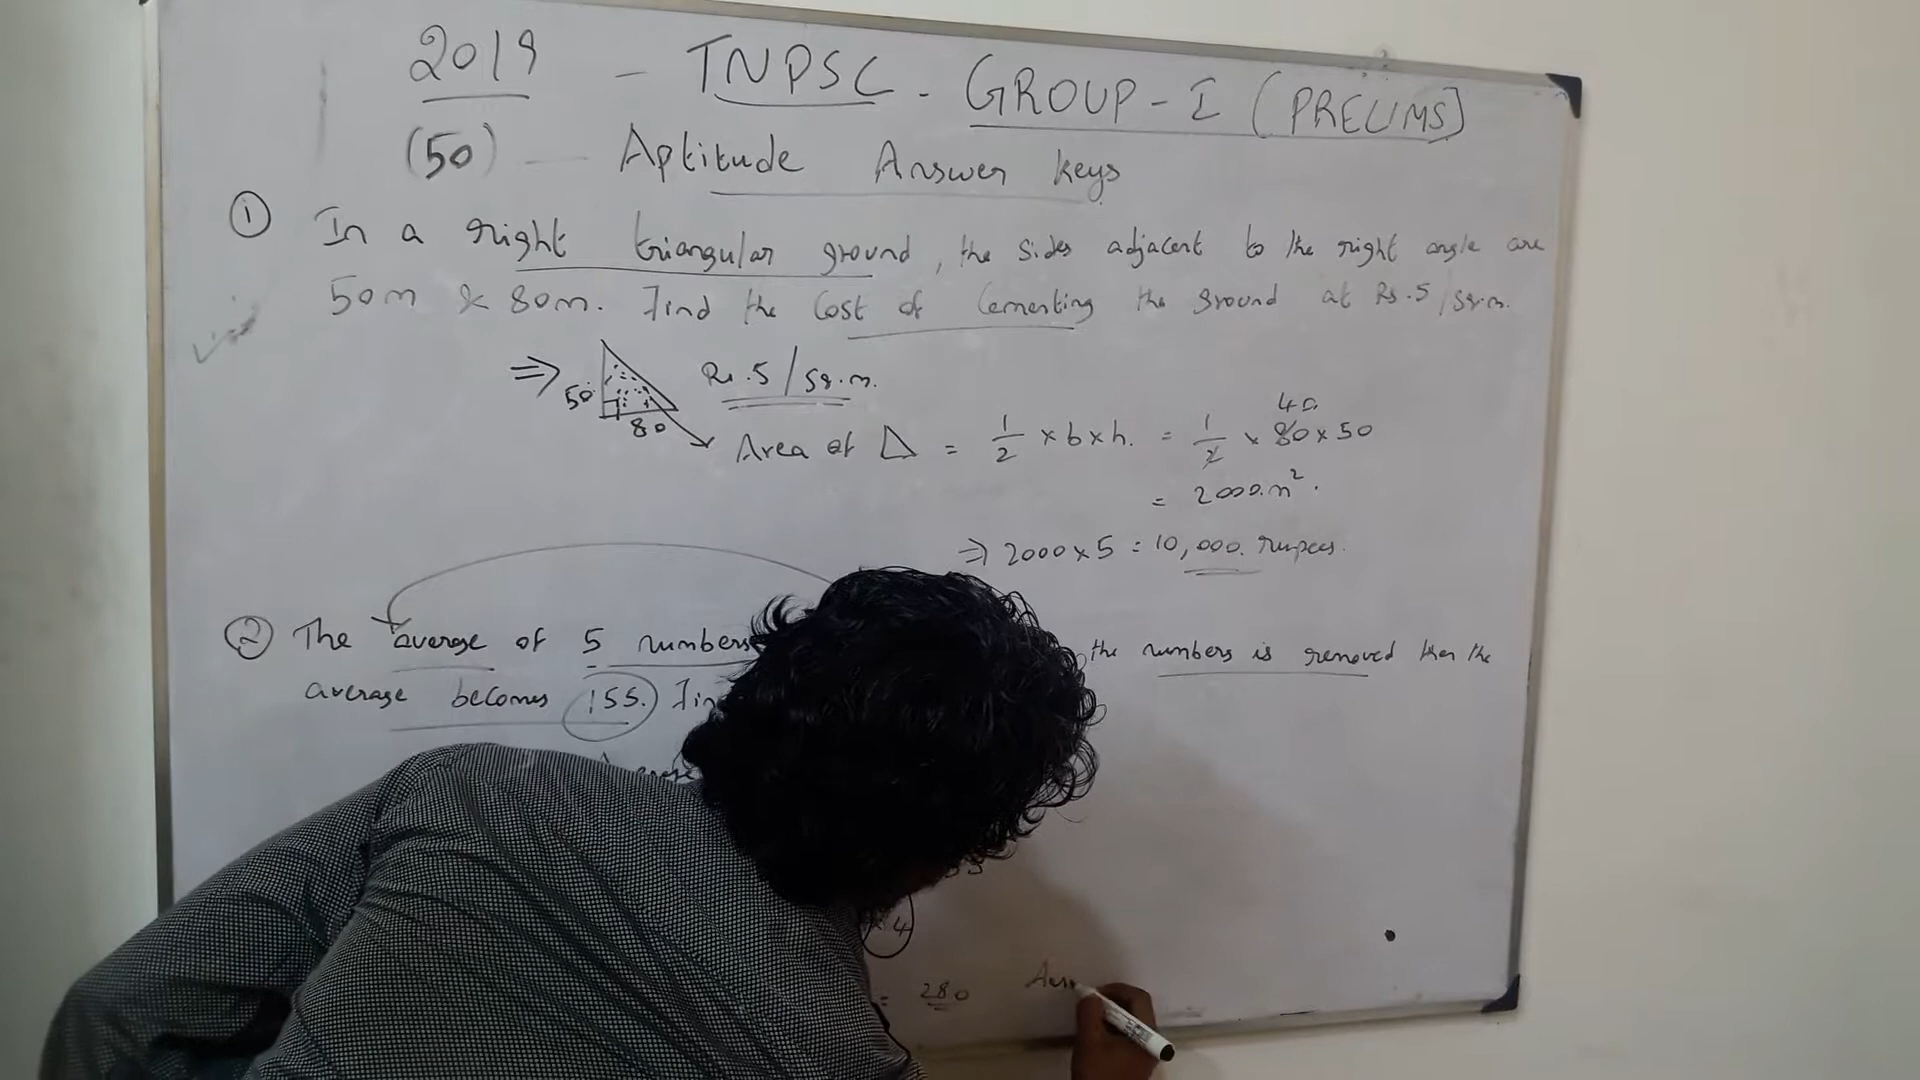 2019 - TNPSC - GROUP - I (PRELIMS)
(50) - Aptitude Answer Keys
① In a right triangular ground, the sides adjacent to the right angle are
50m & 80m. Find the Cost of Cementing the ground at Rs.5/sq.m.
⇒ 50 80 Rs.5/sq.m.
40
Area of △ = 1/2 × b × h. = 1/2 × 80 × 50
= 2000.m².
⇒ 2000 × 5 = 10,000. rupees.
② The average of 5 numbers the numbers is removed then the
average becomes 155.
× 4
= 280